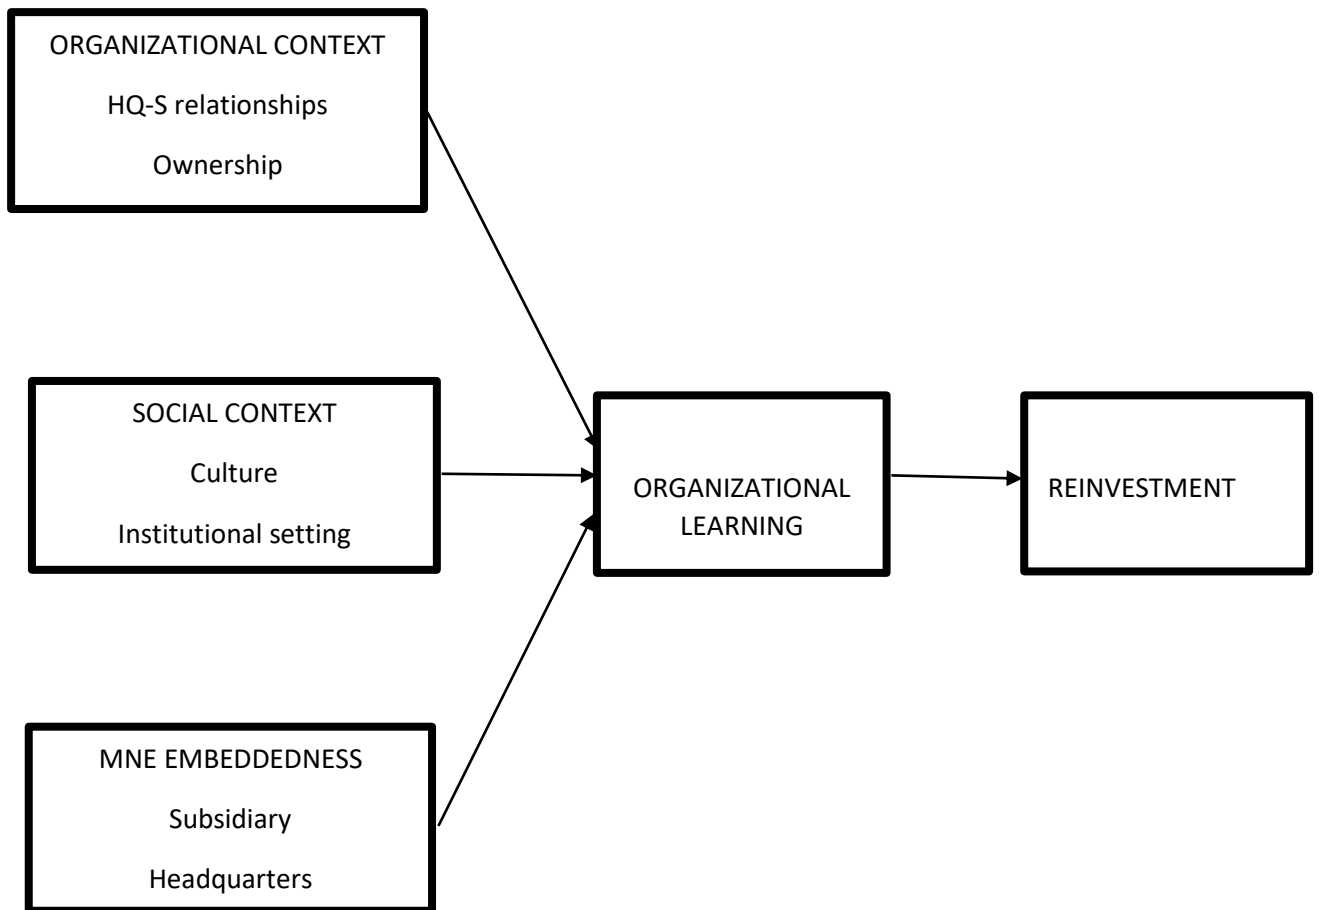 ORGANIZATIONAL CONTEXT
HQ-S relationships
Ownership
SOCIAL CONTEXT
Culture
Institutional setting
MNE EMBEDDEDNESS
Subsidiary
Headquarters
ORGANIZATIONAL
LEARNING
REINVESTMENT